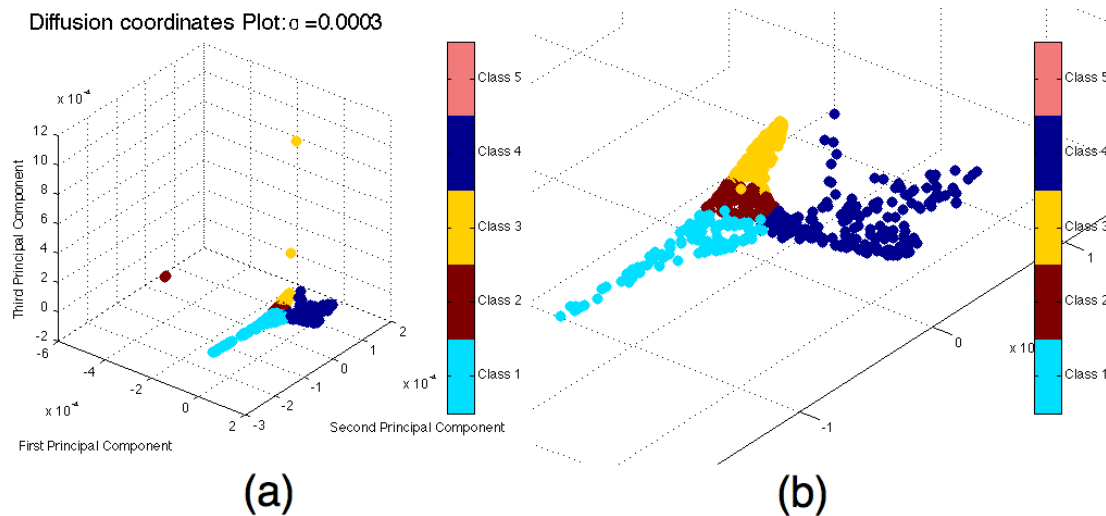 Diffusion coordinates Plot: σ =0.0003
x 10⁻⁴
12
10
8
6
4
2
0
-2
Third Principal Component
-6
-4
-2
0
2
x 10⁻⁴
First Principal Component
-3
-2
-1
0
1
2
x 10⁻⁴
Second Principal Component
Class 5
Class 4
Class 3
Class 2
Class 1
(a)
-1
0
1
x 10
Class 5
Class 4
Class 3
Class 2
Class 1
(b)